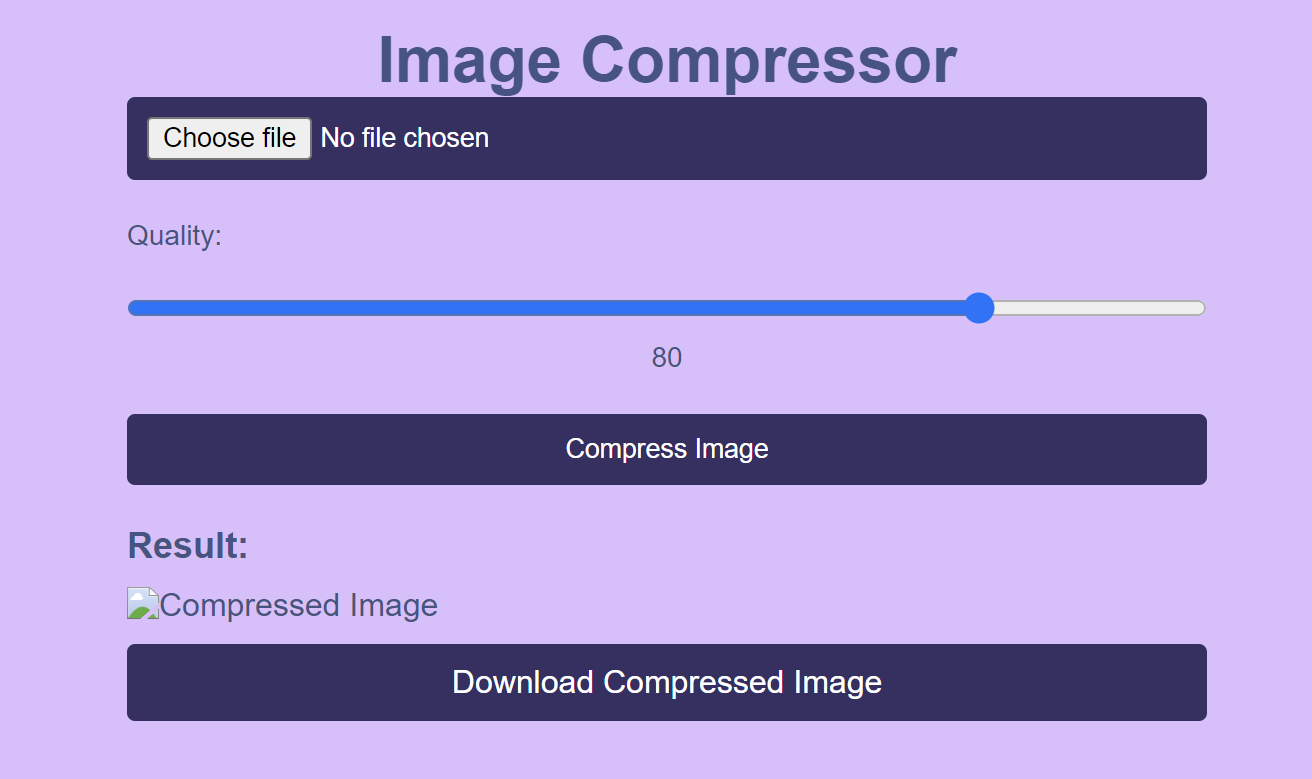 Image Compressor
Choose file No file chosen
Quality:
80
Compress Image
Result:
Compressed Image
Download Compressed Image